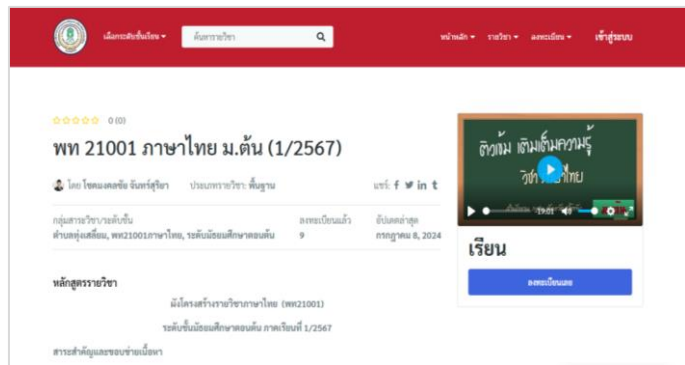 เลือกระดับชั้นเรียน
ค้นหารายวิชา
หน้าหลัก รายวิชา ลงทะเบียน เข้าสู่ระบบ
0 (0)
พท 21001 ภาษาไทย ม.ต้น (1/2567)
โดย โชคมงคลชัย จันทร์สุริยา ประเภทรายวิชา: พื้นฐาน แชร์:
กลุ่มสาระวิชา/ระดับชั้น ลงทะเบียนแล้ว อัปเดตล่าสุด
ตำบลทุ่งเสลี่ยม, พท21001ภาษาไทย, ระดับมัธยมศึกษาตอนต้น 9 กรกฎาคม 8, 2024
หลักสูตรรายวิชา
ผังโครงสร้างรายวิชาภาษาไทย (พท21001)
ระดับชั้นมัธยมศึกษาตอนต้น ภาคเรียนที่ 1/2567
สาระสำคัญและขอบข่ายเนื้อหา
ติวเข้ม เติมเต็มความรู้
วิชาภาษาไทย
19:01
เรียน
ลงทะเบียนเลย